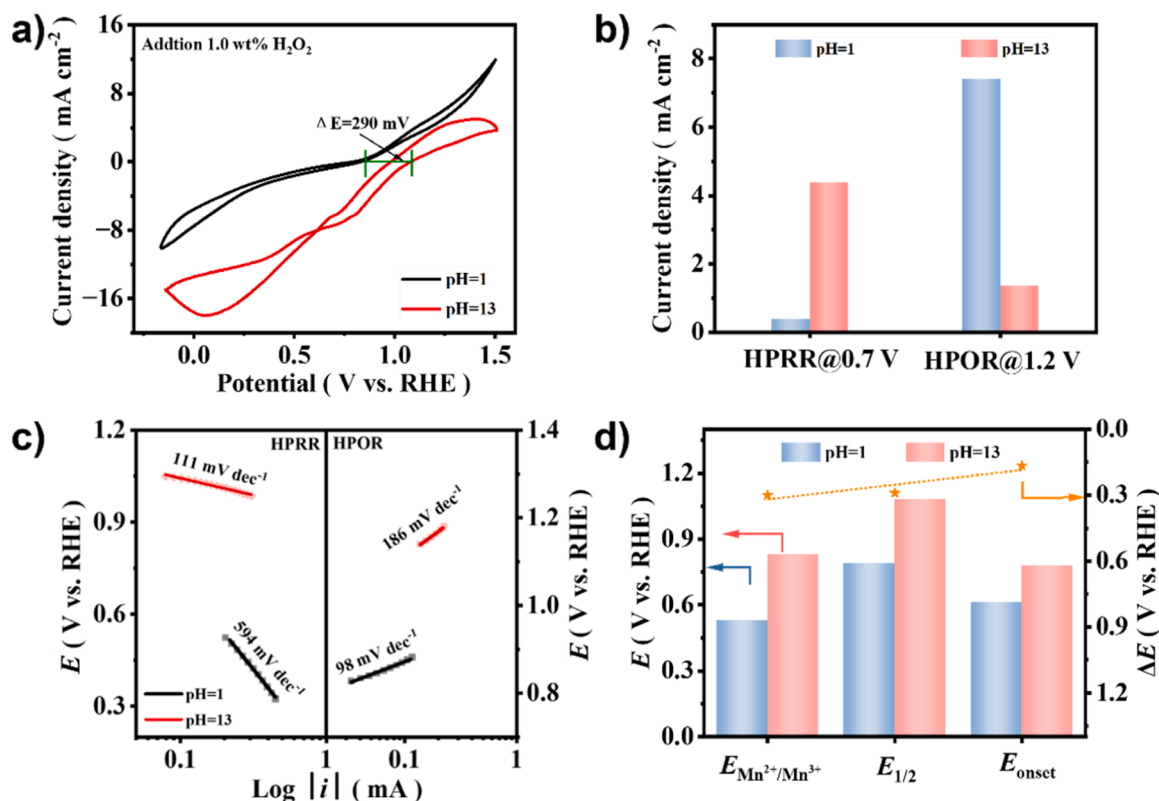 a)
Addtion 1.0 wt% H₂O₂
Δ E=290 mV
pH=1
pH=13
16
8
0
−8
−16
Current density ( mA cm⁻²)
0.0
0.5
1.0
1.5
Potential ( V vs. RHE )
b)
pH=1
pH=13
8
6
4
2
0
Current density ( mA cm⁻²)
HPRR@0.7 V
HPOR@1.2 V
c)
HPRR
HPOR
111 mV dec⁻¹
186 mV dec⁻¹
594 mV dec⁻¹
98 mV dec⁻¹
pH=1
pH=13
1.2
0.9
0.6
0.3
E ( V vs. RHE )
1.4
1.2
1.0
0.8
E ( V vs. RHE )
0.1
1
0.1
1
Log |i| ( mA )
d)
pH=1
pH=13
1.2
0.9
0.6
0.3
0.0
E ( V vs. RHE )
0.0
0.3
0.6
0.9
1.2
ΔE ( V vs. RHE )
E Mn²⁺/Mn³⁺
E₁/₂
E onset